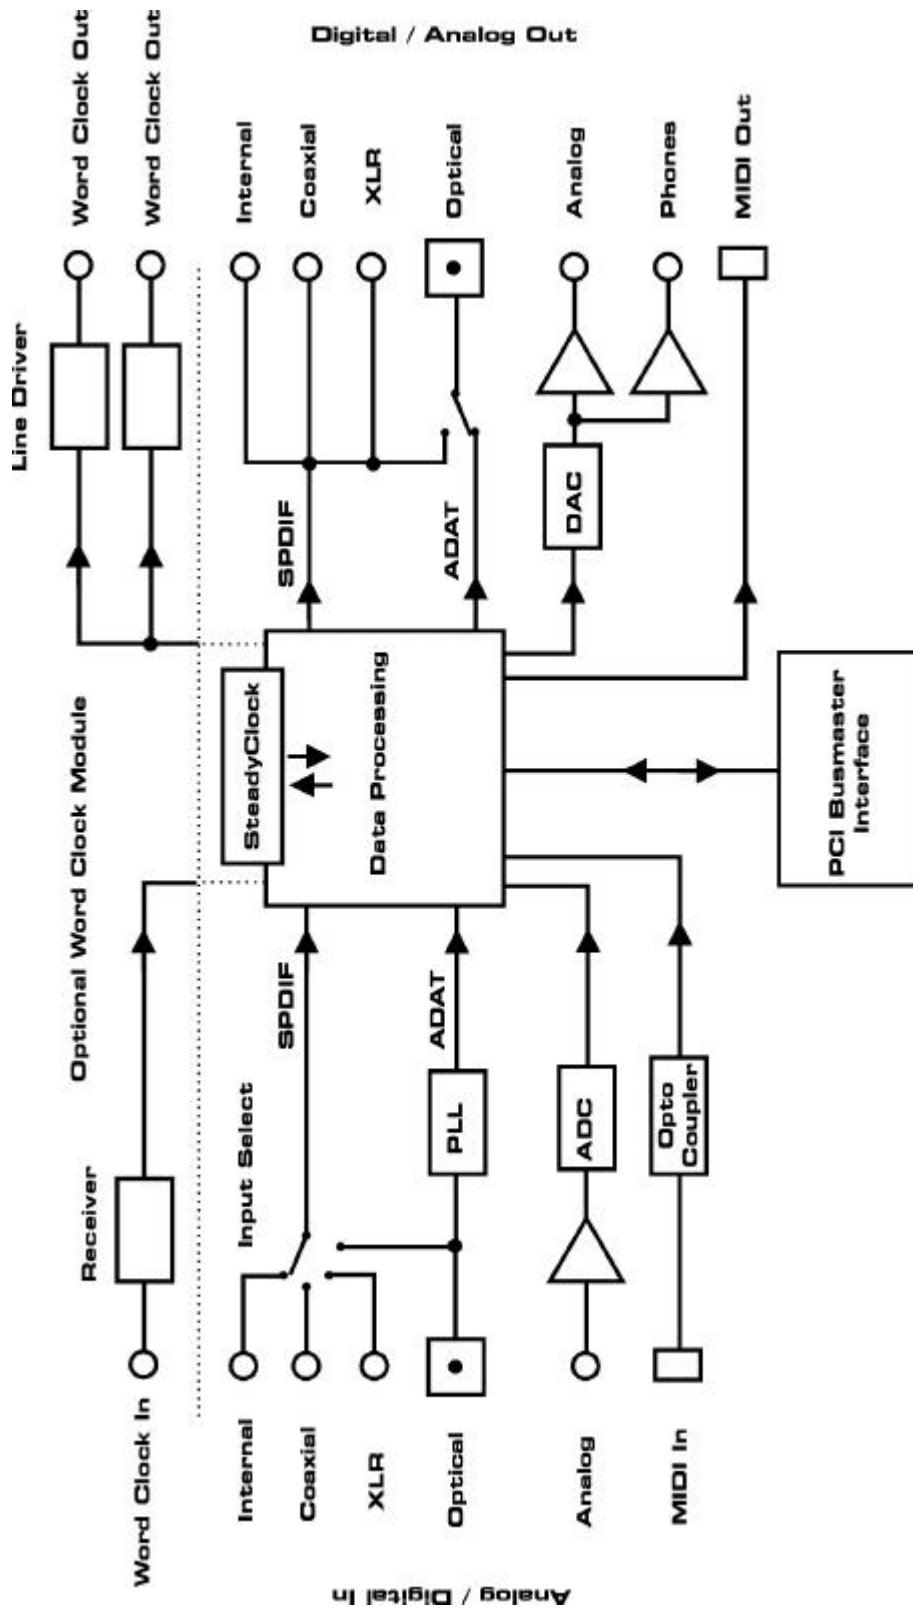 Digital / Analog Out
Word Clock Out
Word Clock Out
Internal
Coaxial
XLR
Optical
Analog
Phones
MIDI Out
Line Driver
SPDIF
ADAT
DAC
Optional Word Clock Module
SteadyClock
Data Processing
PCI Busmaster
Interface
SPDIF
ADAT
Receiver
Input Select
PLL
ADC
Opto
Coupler
Word Clock In
Internal
Coaxial
XLR
Optical
Analog
MIDI In
Analog / Digital In